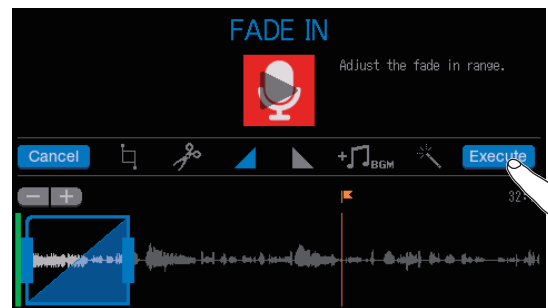 FADE IN
Adjust the fade in range.
Cancel
+ BGM
Execute
- +
32: